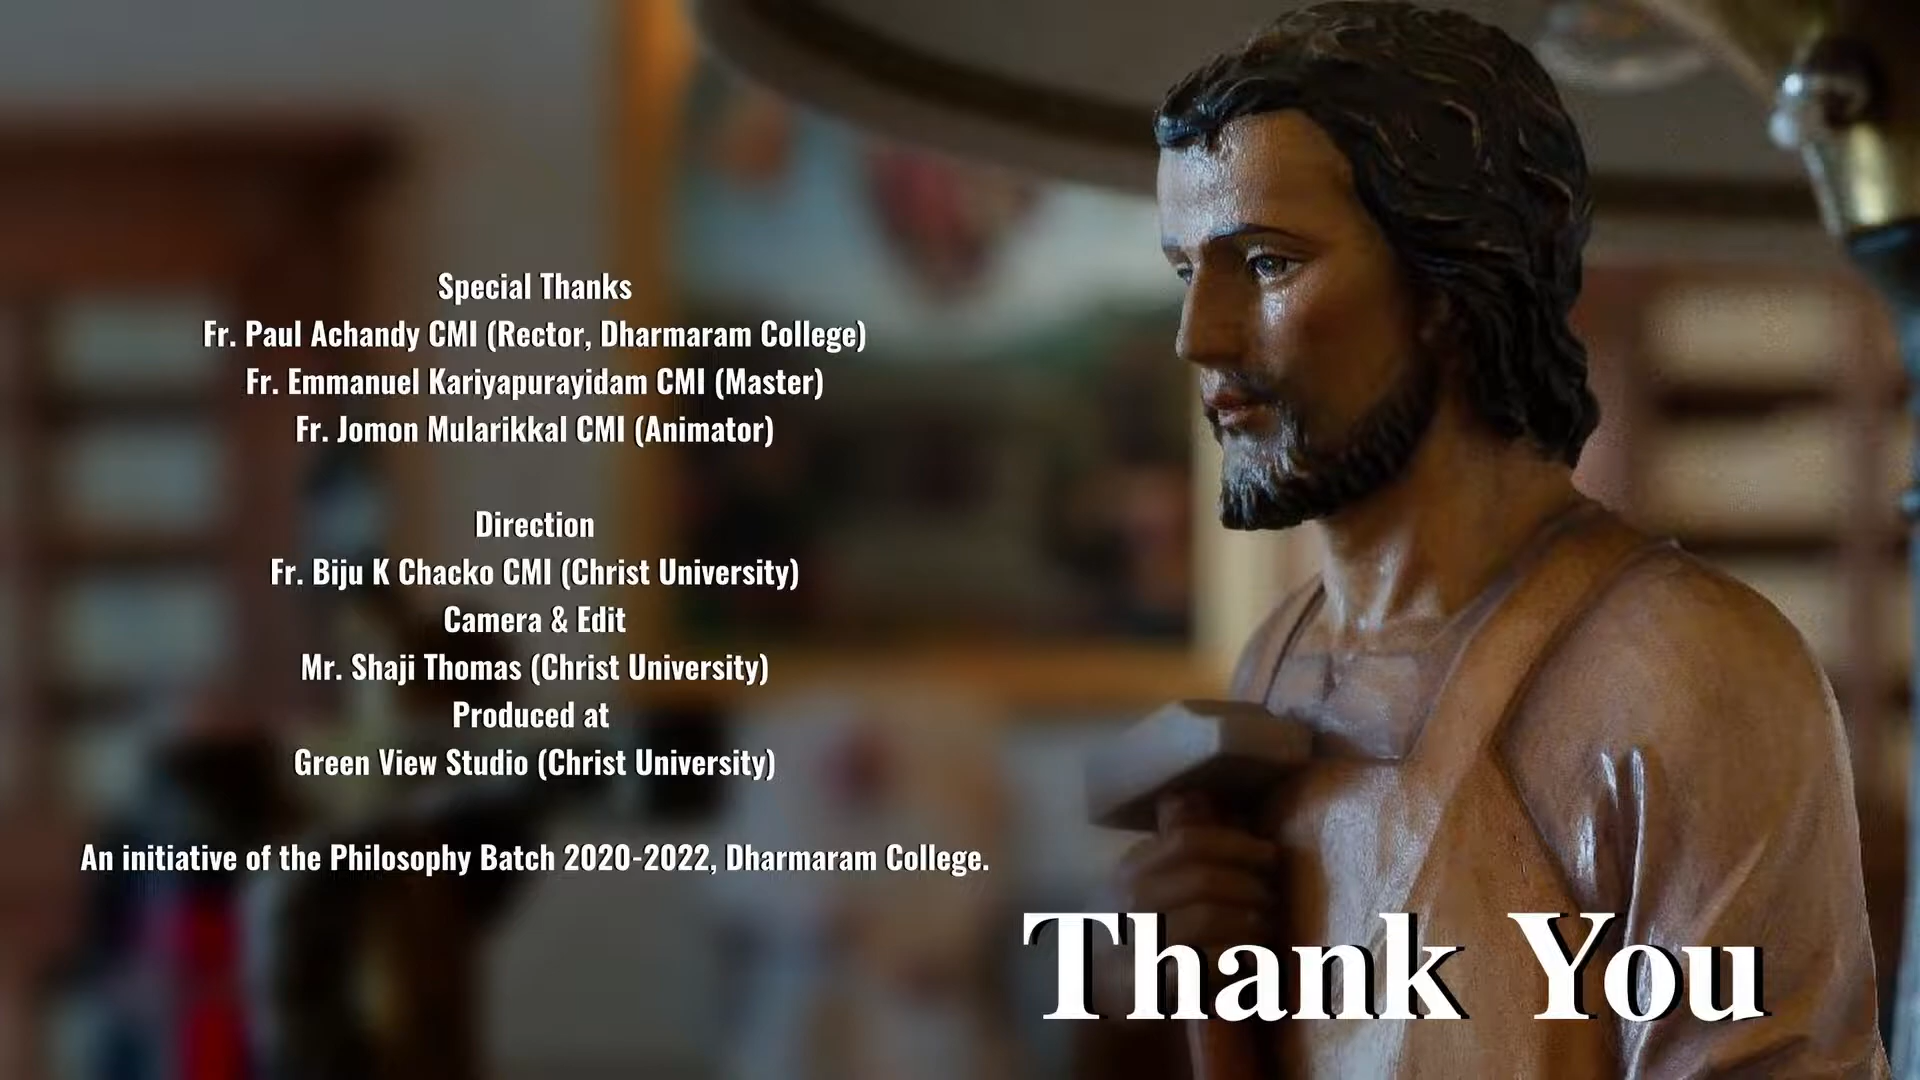 Special Thanks
Fr. Paul Achandy CMI (Rector, Dharmaram College)
Fr. Emmanuel Kariyapurayidam CMI (Master)
Fr. Jomon Mularikkal CMI (Animator)
Direction
Fr. Biju K Chacko CMI (Christ University)
Camera & Edit
Mr. Shaji Thomas (Christ University)
Produced at
Green View Studio (Christ University)
An initiative of the Philosophy Batch 2020-2022, Dharmaram College.
Thank You